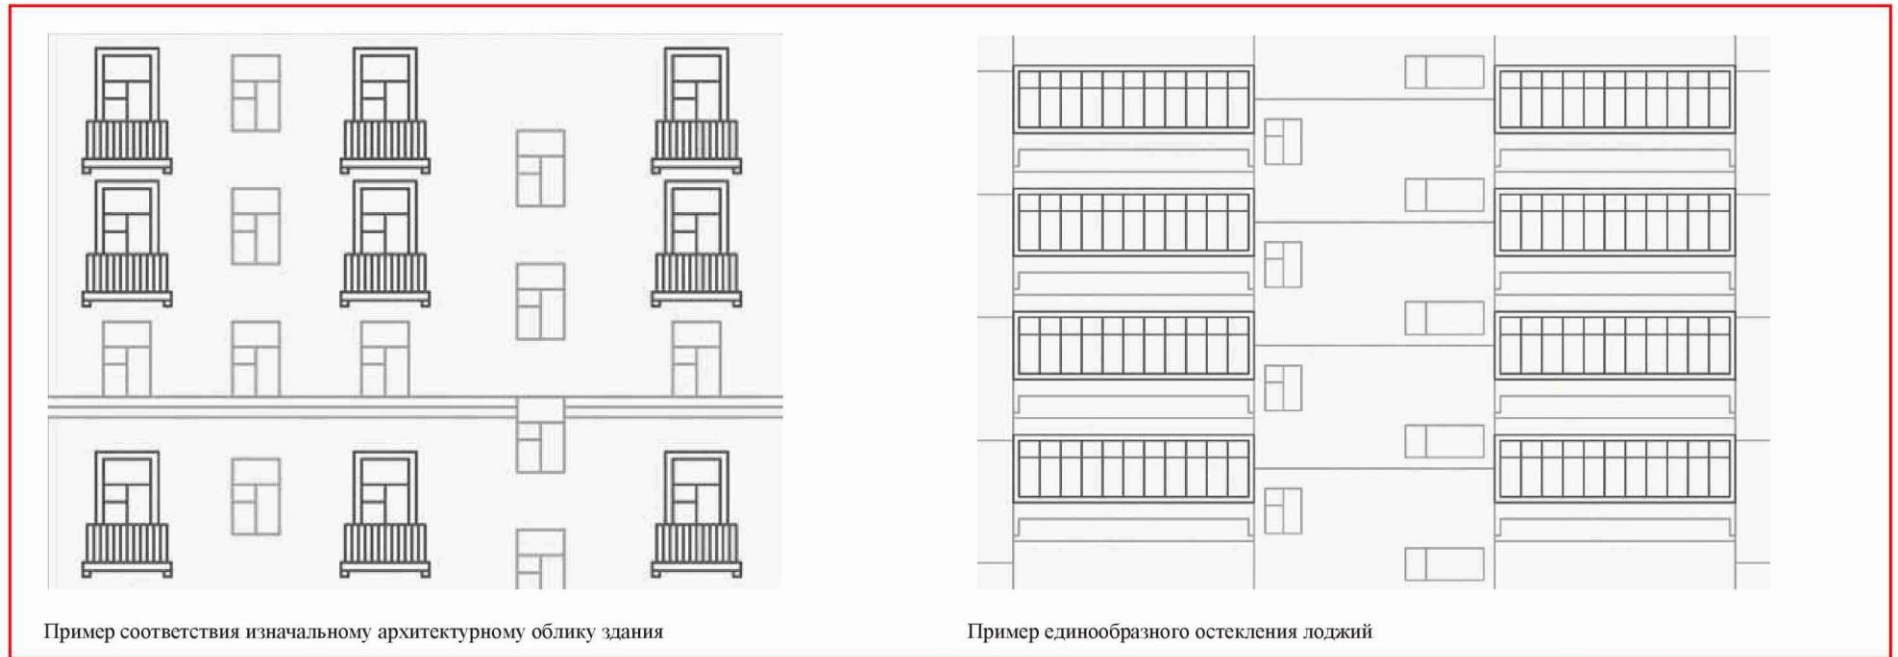 Пример соответствия изначальному архитектурному облику здания
Пример единообразного остекления лоджий